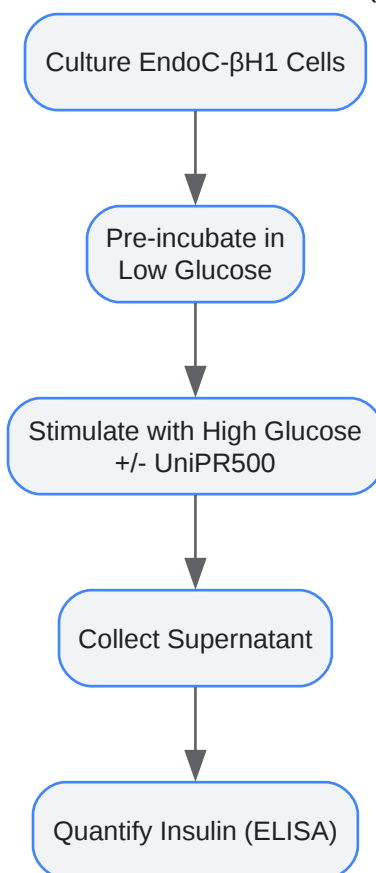 Culture EndoC-βH1 Cells
Pre-incubate in
Low Glucose
Stimulate with High Glucose
+/- UniPR500
Collect Supernatant
Quantify Insulin (ELISA)